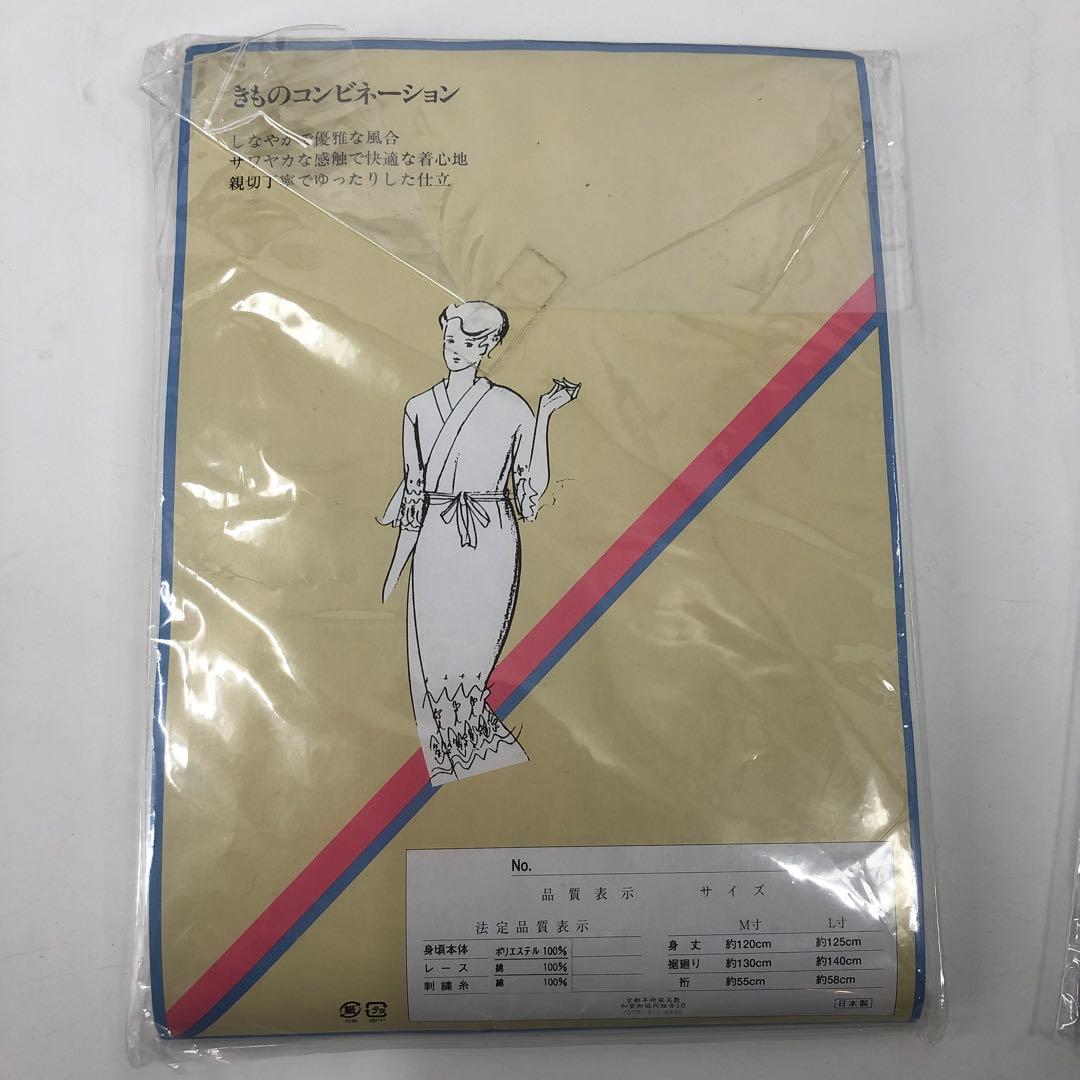 きものコンビネーション
しなやかで優雅な風合
サワヤカな感触で快適な着心地
親切丁寧でゆったりした仕立
No.
品質表示 サイズ
法定品質表示 M寸 L寸
身頃本体 ポリエステル 100% 身丈 約120cm 約125cm
レース 綿 100% 裾廻り 約130cm 約140cm
刺繍糸 綿 100% 裄 約55cm 約58cm
日本製